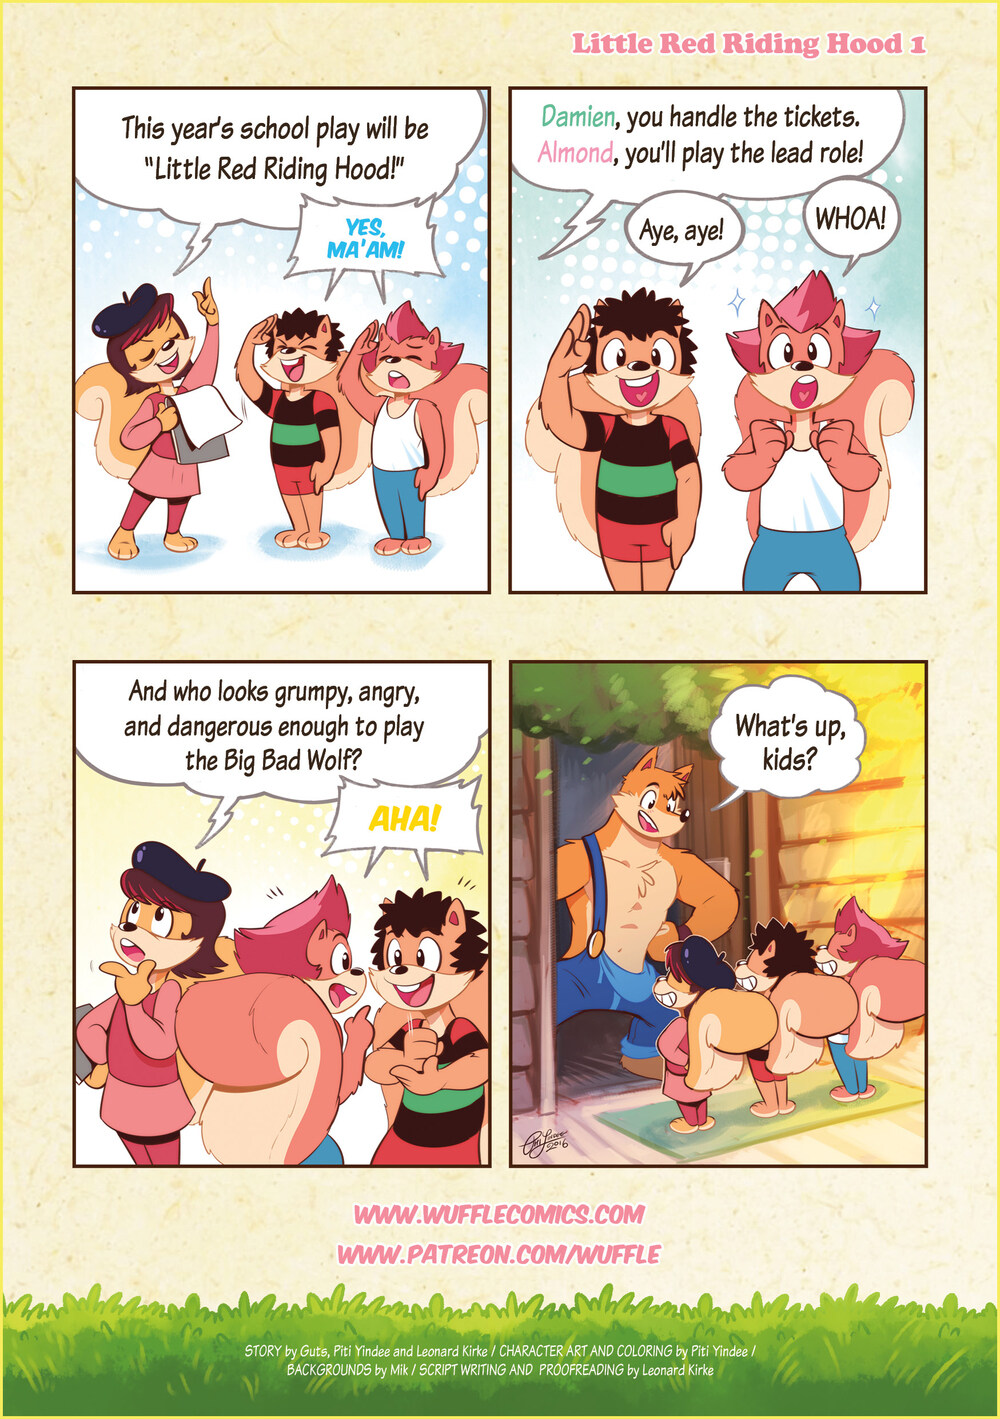 Little Red Riding Hood 1
This year's school play will be
"Little Red Riding Hood!"
YES,
MA'AM!
Damien, you handle the tickets.
Almond, you'll play the lead role!
Aye, aye!
WHOA!
And who looks grumpy, angry,
and dangerous enough to play
the Big Bad Wolf?
AHA!
What's up,
kids?
2016
WWW.WUFFLECOMICS.COM
WWW.PATREON.COM/WUFFLE
STORY by Guts, Piti Yindee and Leonard Kirke / CHARACTER ART AND COLORING by Piti Yindee /
BACKGROUNDS by Mik / SCRIPT WRITING AND PROOFREADING by Leonard Kirke